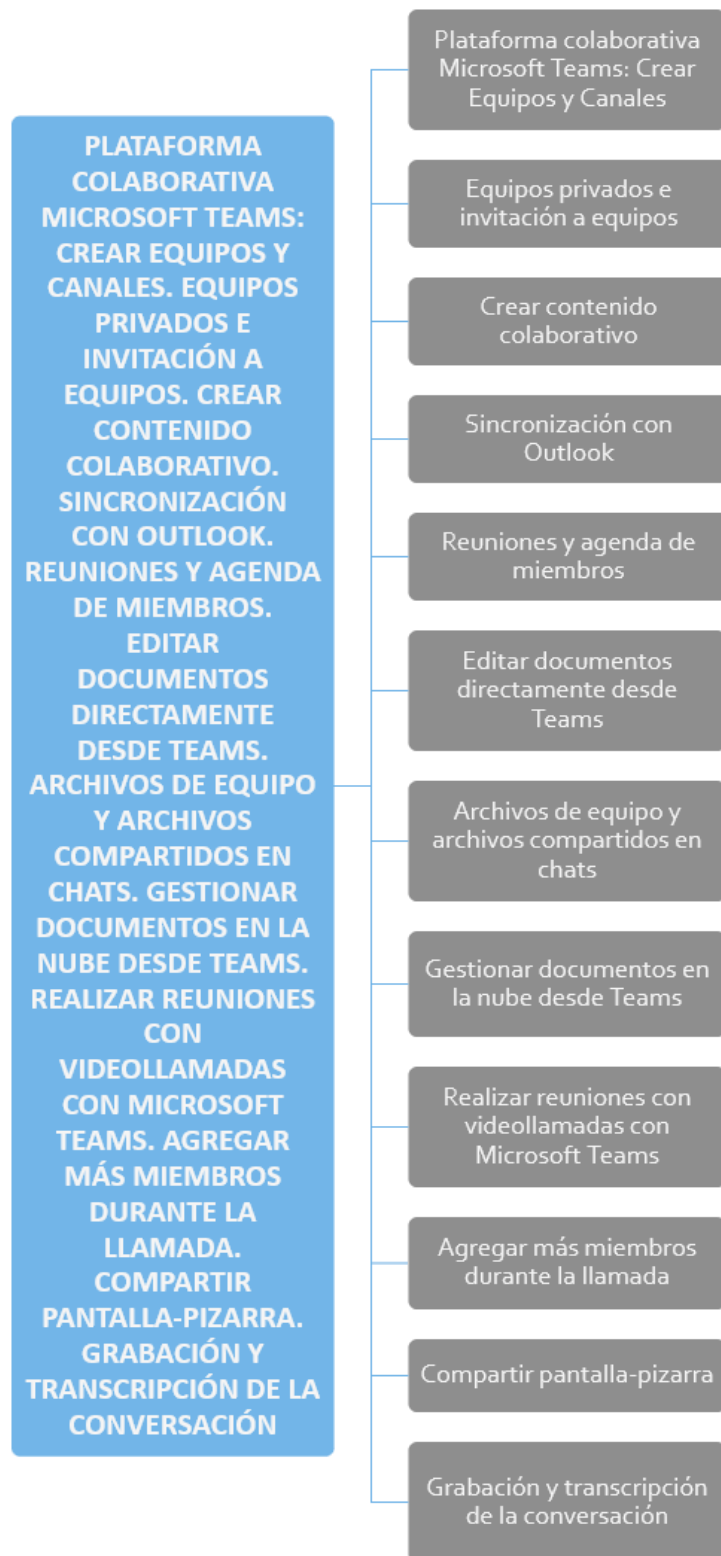 PLATAFORMA
COLABORATIVA
MICROSOFT TEAMS:
CREAR EQUIPOS Y
CANALES. EQUIPOS
PRIVADOS E
INVITACIÓN A
EQUIPOS. CREAR
CONTENIDO
COLABORATIVO.
SINCRONIZACIÓN
CON OUTLOOK.
REUNIONES Y AGENDA
DE MIEMBROS.
EDITAR
DOCUMENTOS
DIRECTAMENTE
DESDE TEAMS.
ARCHIVOS DE EQUIPO
Y ARCHIVOS
COMPARTIDOS EN
CHATS. GESTIONAR
DOCUMENTOS EN LA
NUBE DESDE TEAMS.
REALIZAR REUNIONES
CON
VIDEOLLAMADAS
CON MICROSOFT
TEAMS. AGREGAR
MÁS MIEMBROS
DURANTE LA
LLAMADA.
COMPARTIR
PANTALLA-PIZARRA.
GRABACIÓN Y
TRANSCRIPCIÓN DE LA
CONVERSACIÓN
Plataforma colaborativa
Microsoft Teams: Crear
Equipos y Canales
Equipos privados e
invitación a equipos
Crear contenido
colaborativo
Sincronización con
Outlook
Reuniones y agenda de
miembros
Editar documentos
directamente desde
Teams
Archivos de equipo y
archivos compartidos en
chats
Gestionar documentos en
la nube desde Teams
Realizar reuniones con
videollamadas con
Microsoft Teams
Agregar más miembros
durante la llamada
Compartir pantalla-pizarra
Grabación y transcripción
de la conversación